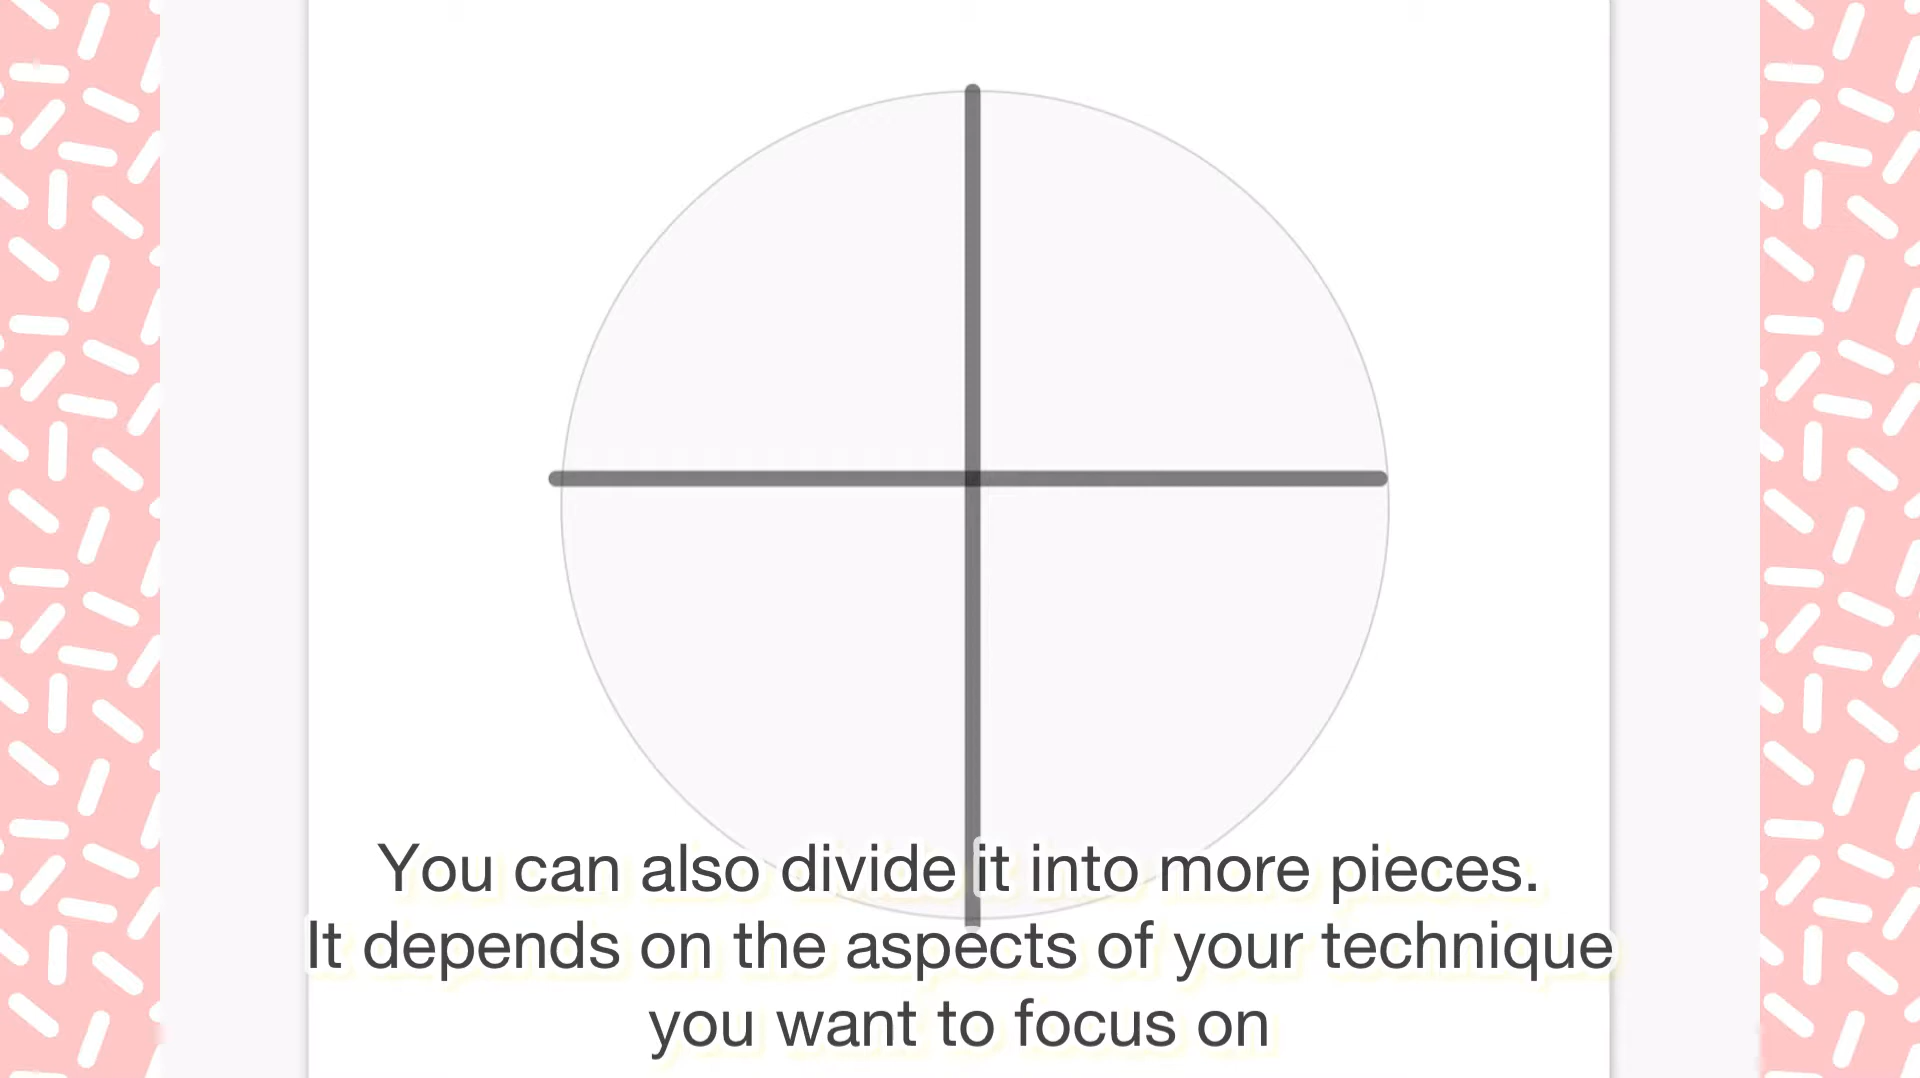 You can also divide it into more pieces.
It depends on the aspects of your technique
you want to focus on